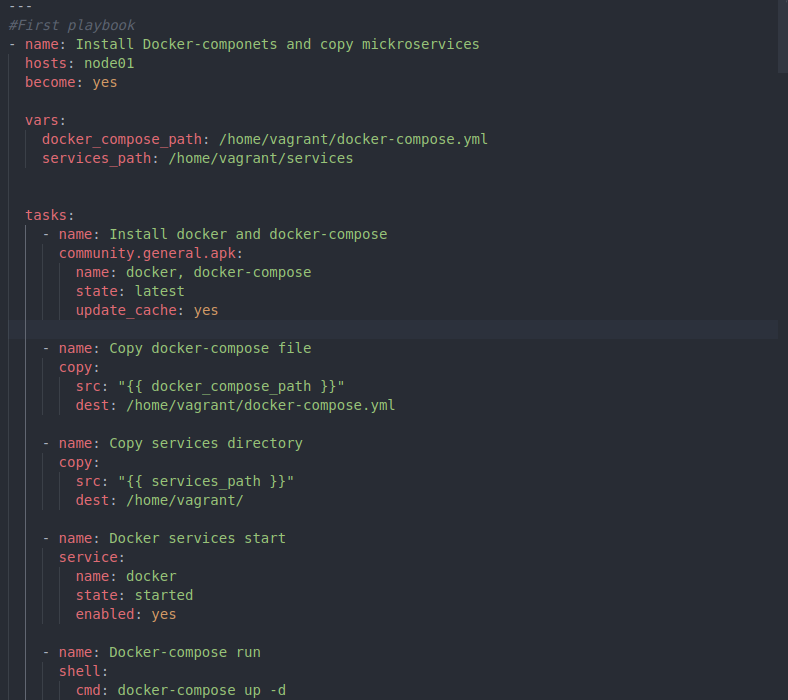 ---
#First playbook
- name: Install Docker-componets and copy mickroservices
  hosts: node01
  become: yes

  vars:
    docker_compose_path: /home/vagrant/docker-compose.yml
    services_path: /home/vagrant/services


  tasks:
    - name: Install docker and docker-compose
      community.general.apk:
        name: docker, docker-compose
        state: latest
        update_cache: yes

    - name: Copy docker-compose file
      copy:
        src: "{{ docker_compose_path }}"
        dest: /home/vagrant/docker-compose.yml

    - name: Copy services directory
      copy:
        src: "{{ services_path }}"
        dest: /home/vagrant/

    - name: Docker services start
      service:
        name: docker
        state: started
        enabled: yes

    - name: Docker-compose run
      shell:
        cmd: docker-compose up -d